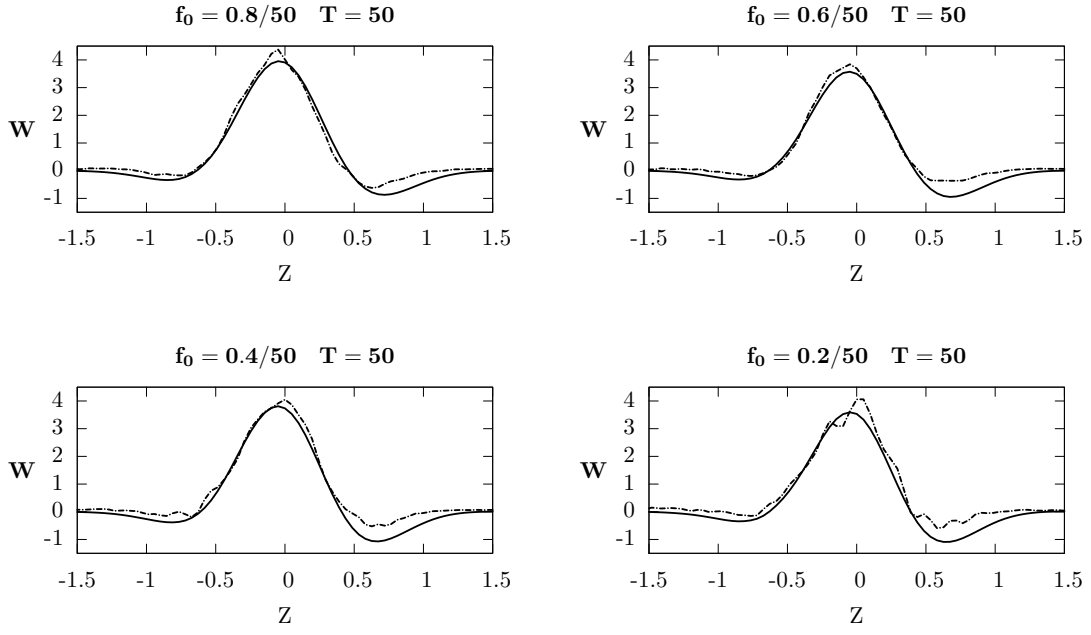 f₀ = 0.8/50 T = 50
4
3
2
W
1
0
-1
-1.5 -1 -0.5 0 0.5 1 1.5
Z
f₀ = 0.6/50 T = 50
4
3
2
W
1
0
-1
-1.5 -1 -0.5 0 0.5 1 1.5
Z
f₀ = 0.4/50 T = 50
4
3
2
W
1
0
-1
-1.5 -1 -0.5 0 0.5 1 1.5
Z
f₀ = 0.2/50 T = 50
4
3
2
W
1
0
-1
-1.5 -1 -0.5 0 0.5 1 1.5
Z